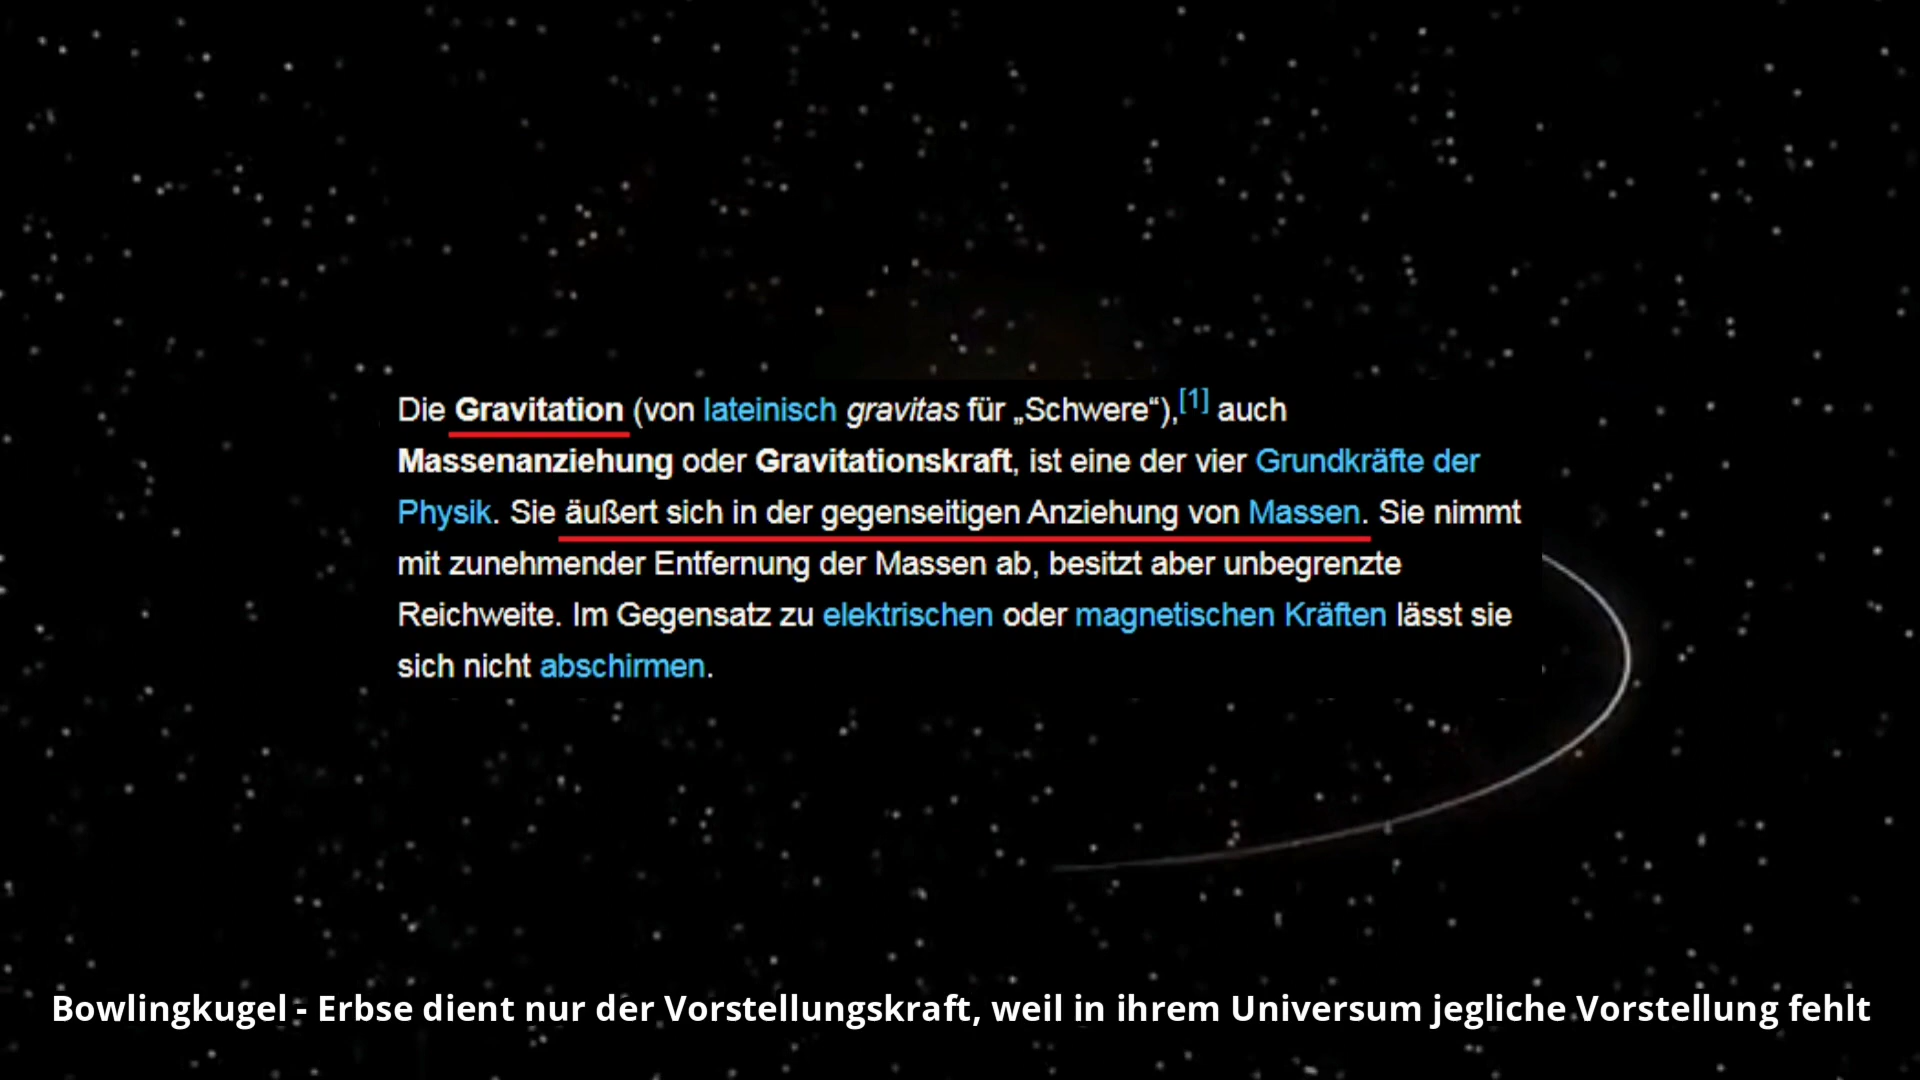 Die Gravitation (von lateinisch gravitas für „Schwere“),[1] auch
Massenanziehung oder Gravitationskraft, ist eine der vier Grundkräfte der
Physik. Sie äußert sich in der gegenseitigen Anziehung von Massen. Sie nimmt
mit zunehmender Entfernung der Massen ab, besitzt aber unbegrenzte
Reichweite. Im Gegensatz zu elektrischen oder magnetischen Kräften lässt sie
sich nicht abschirmen.
Bowlingkugel - Erbse dient nur der Vorstellungskraft, weil in ihrem Universum jegliche Vorstellung fehlt